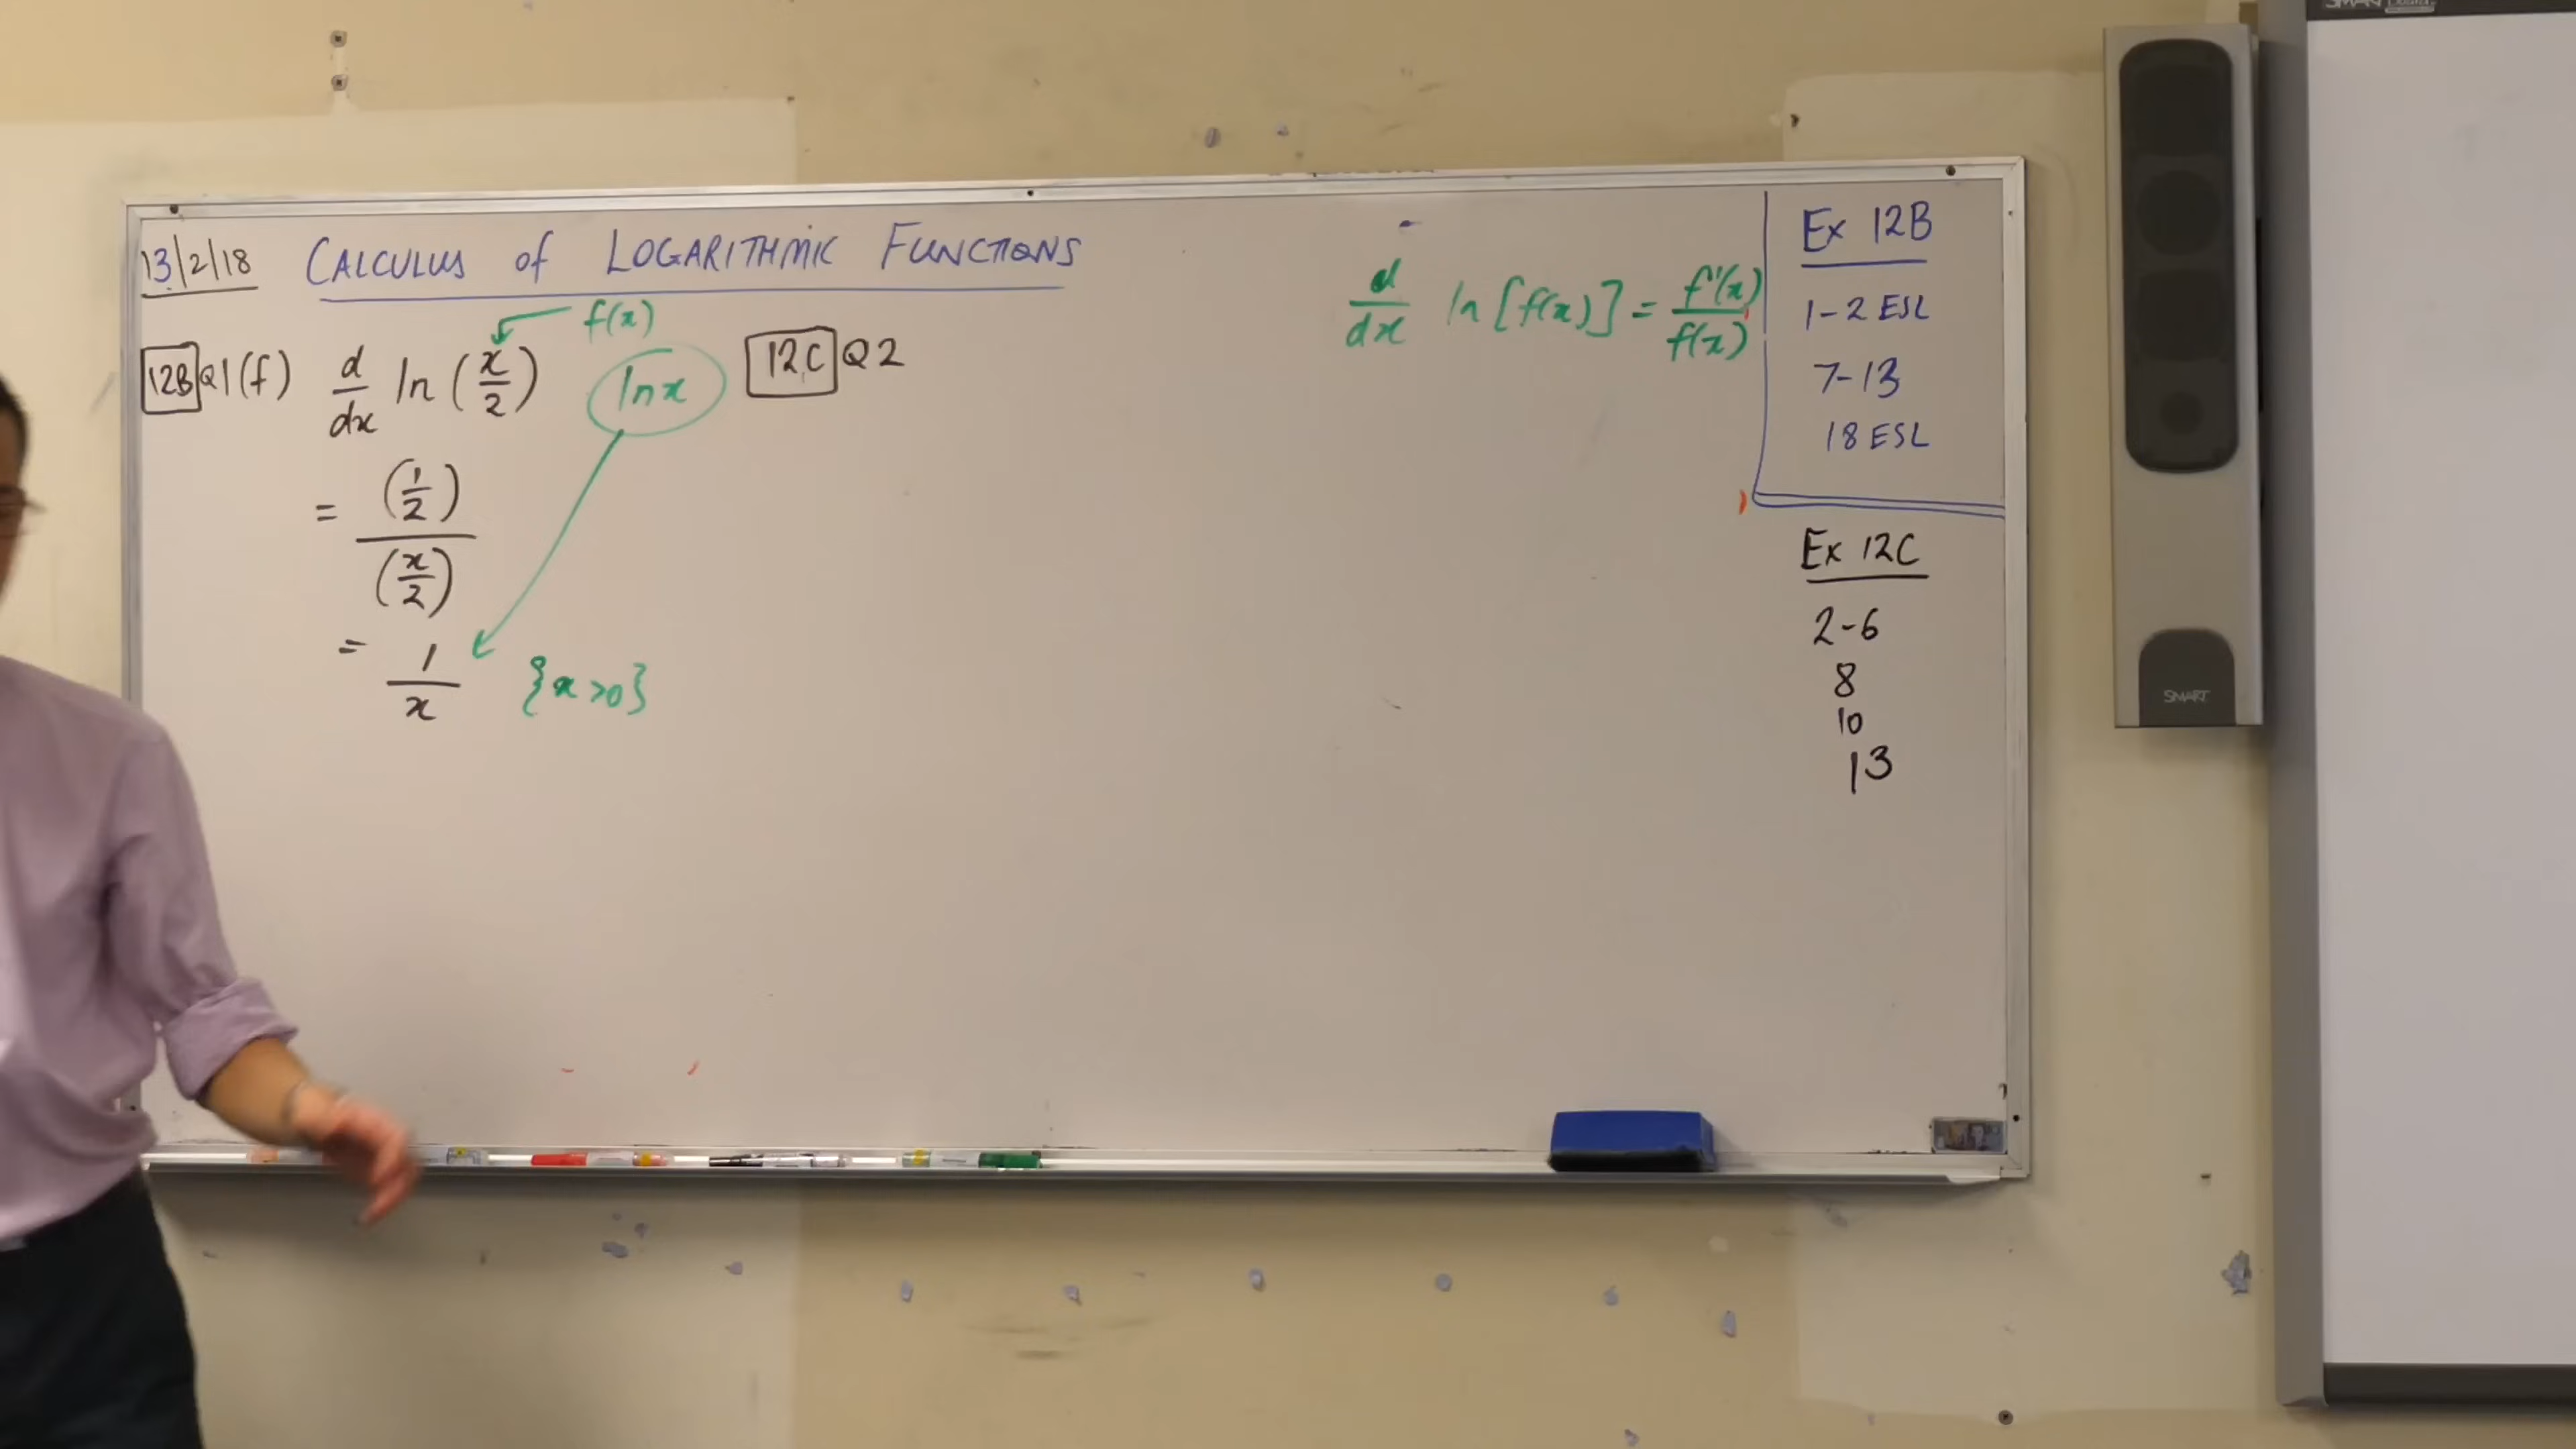 13/2/18 CALCULUS of LOGARITHMIC FUNCTIONS
f(x)
12B Q1(f) d/dx ln(x/2)
ln x
= (1/2)/(x/2)
= 1/x {x>0}
12C Q2
d/dx ln[f(x)] = f'(x)/f(x)
Ex 12B
1-2 ESL
7-13
18 ESL
Ex 12C
2-6
8
10
13
SMART
SMART